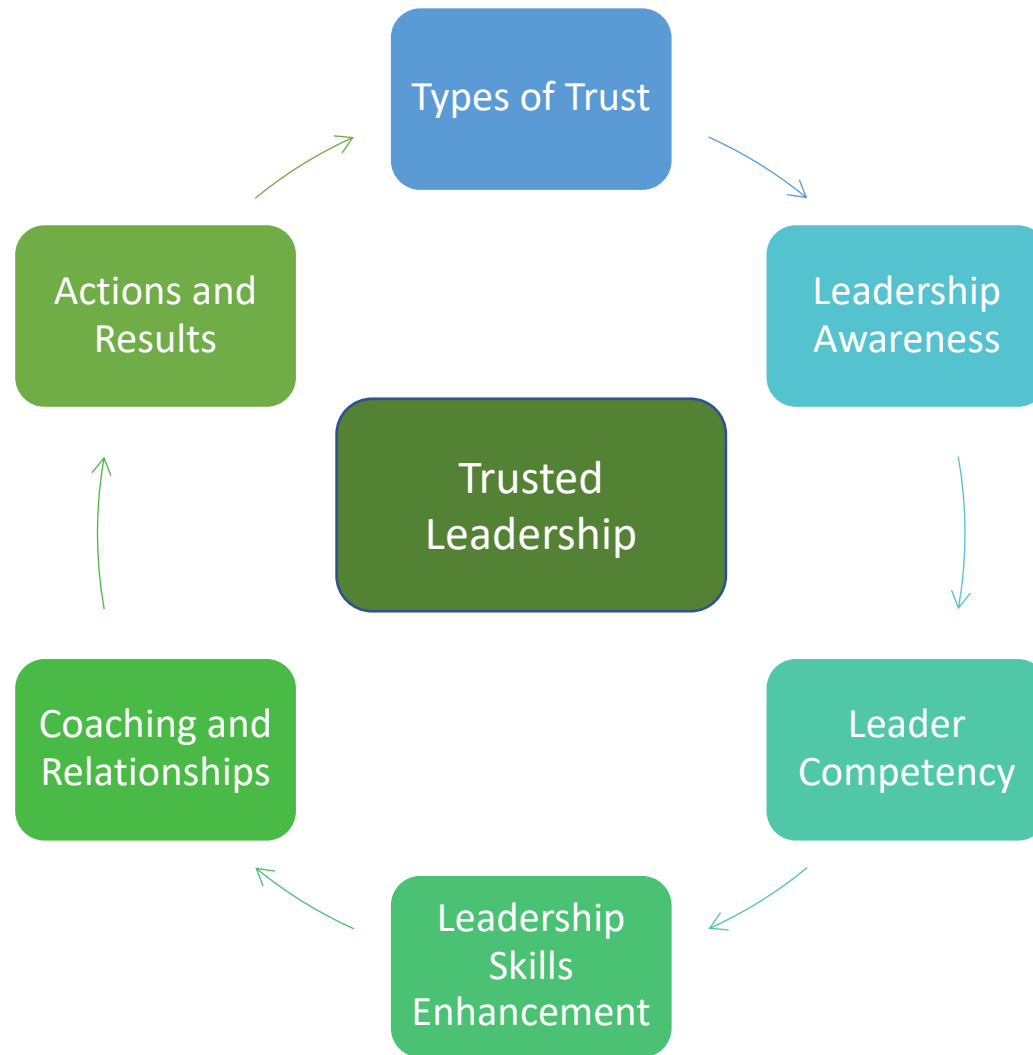 Types of Trust
Leadership
Awareness
Leader
Competency
Leadership
Skills
Enhancement
Coaching and
Relationships
Actions and
Results
Trusted
Leadership